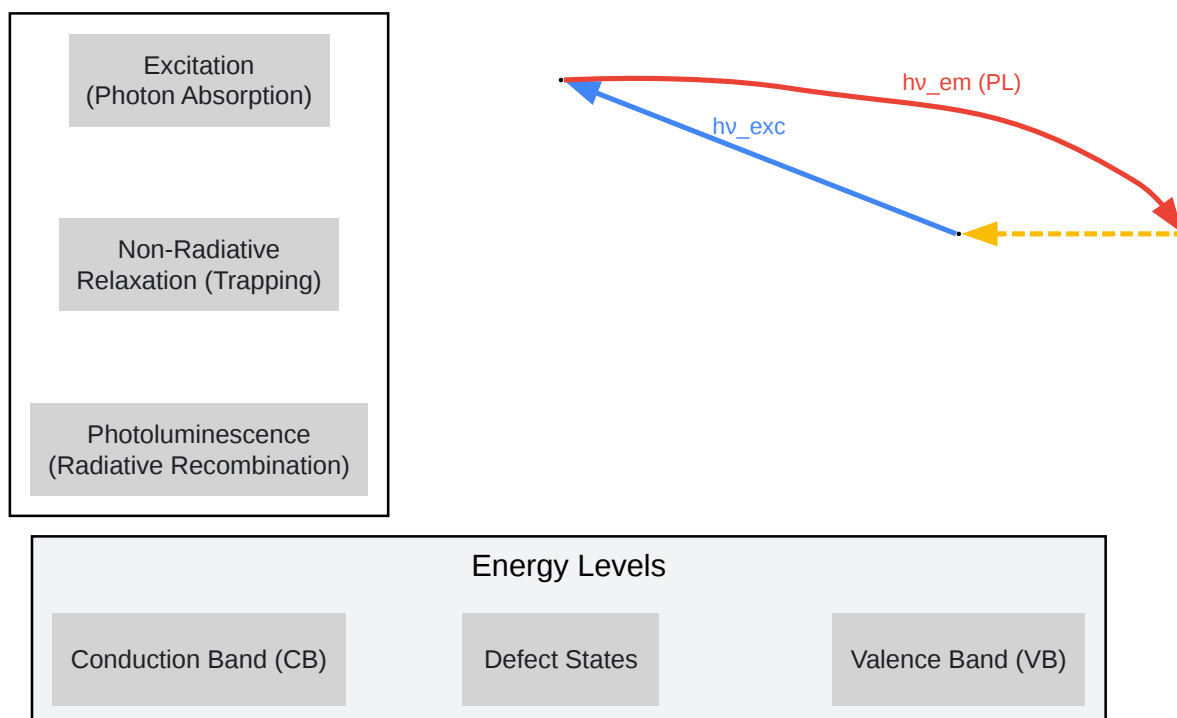 Excitation
(Photon Absorption)
hν_em (PL)
hν_exc
Non-Radiative
Relaxation (Trapping)
Photoluminescence
(Radiative Recombination)
Energy Levels
Conduction Band (CB)
Defect States
Valence Band (VB)